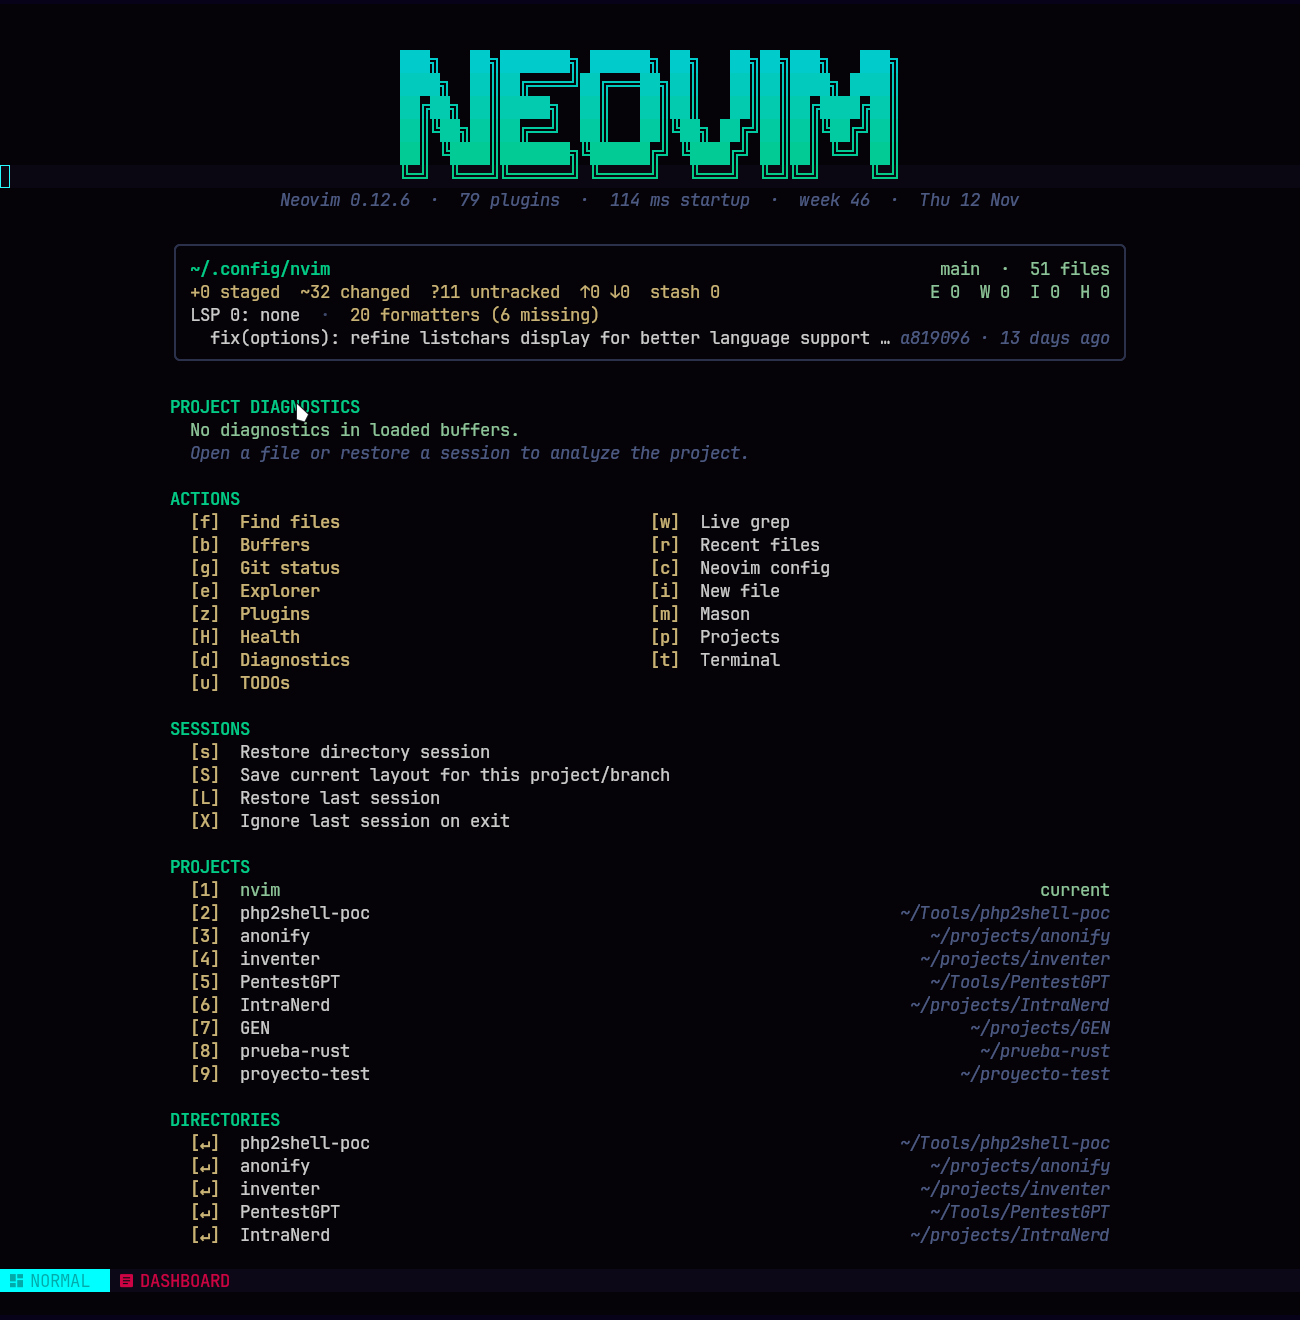 NEOVIM
Neovim 0.12.6 · 79 plugins · 114 ms startup · week 46 · Thu 12 Nov
~/.config/nvim main · 51 files
+0 staged ~32 changed ?11 untracked ↑0 ↓0 stash 0 E 0 W 0 I 0 H 0
LSP 0: none · 20 formatters (6 missing)
fix(options): refine listchars display for better language support … a819096 · 13 days ago
PROJECT DIAGNOSTICS
No diagnostics in loaded buffers.
Open a file or restore a session to analyze the project.
ACTIONS
[f] Find files [w] Live grep
[b] Buffers [r] Recent files
[g] Git status [c] Neovim config
[e] Explorer [i] New file
[z] Plugins [m] Mason
[H] Health [p] Projects
[d] Diagnostics [t] Terminal
[u] TODOs
SESSIONS
[s] Restore directory session
[S] Save current layout for this project/branch
[L] Restore last session
[X] Ignore last session on exit
PROJECTS
[1] nvim current
[2] php2shell-poc ~/Tools/php2shell-poc
[3] anonify ~/projects/anonify
[4] inventer ~/projects/inventer
[5] PentestGPT ~/Tools/PentestGPT
[6] IntraNerd ~/projects/IntraNerd
[7] GEN ~/projects/GEN
[8] prueba-rust ~/prueba-rust
[9] proyecto-test ~/proyecto-test
DIRECTORIES
[↵] php2shell-poc ~/Tools/php2shell-poc
[↵] anonify ~/projects/anonify
[↵] inventer ~/projects/inventer
[↵] PentestGPT ~/Tools/PentestGPT
[↵] IntraNerd ~/projects/IntraNerd
NORMAL DASHBOARD